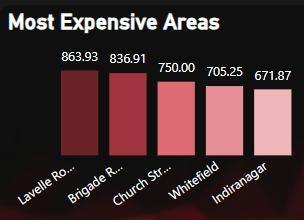 Most Expensive Areas
863.93 836.91 750.00 705.25 671.87
Lavelle Ro... Brigade R... Church Str... Whitefield Indiranagar